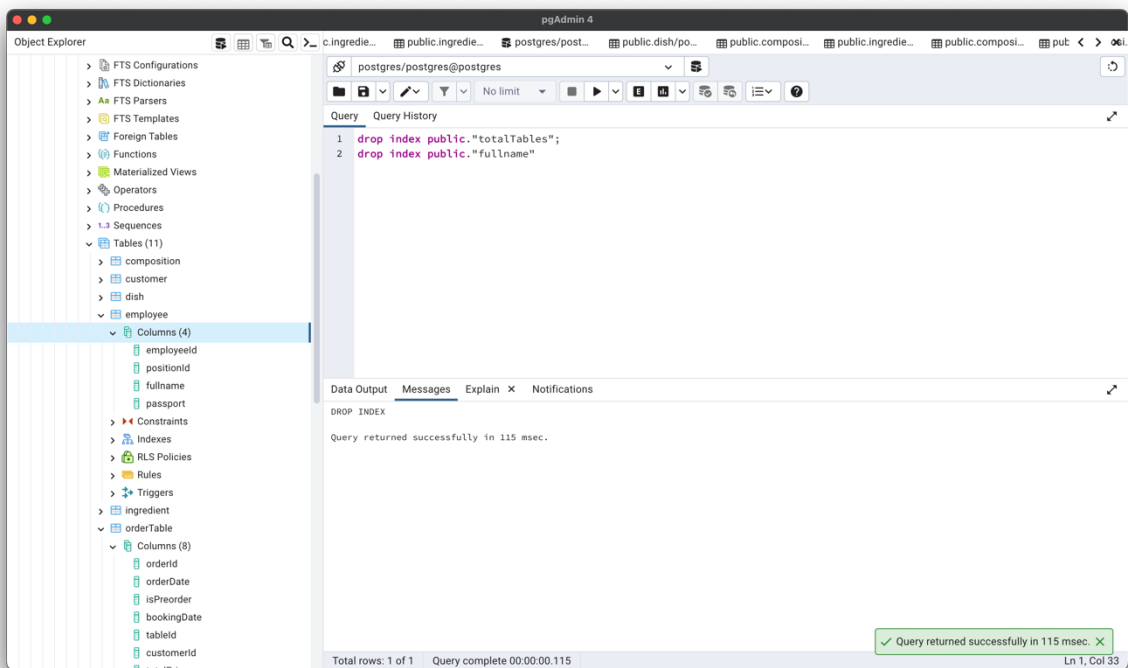 pgAdmin 4
Object Explorer
c.ingredie...
public.ingredie...
postgres/post...
public.dish/po...
public.composi...
public.ingredie...
public.composi...
FTS Configurations
FTS Dictionaries
Aa FTS Parsers
FTS Templates
Foreign Tables
Functions
Materialized Views
Operators
Procedures
1..3 Sequences
Tables (11)
composition
customer
dish
employee
Columns (4)
employeeId
positionId
fullname
passport
Constraints
Indexes
RLS Policies
Rules
Triggers
ingredient
orderTable
Columns (8)
orderId
orderDate
isPreorder
bookingDate
tableId
customerId
postgres/postgres@postgres
No limit
E
Query Query History
1 drop index public."totalTables";
2 drop index public."fullname"
Data Output Messages Explain Notifications
DROP INDEX
Query returned successfully in 115 msec.
Query returned successfully in 115 msec.
Total rows: 1 of 1 Query complete 00:00:00.115 Ln 1, Col 33